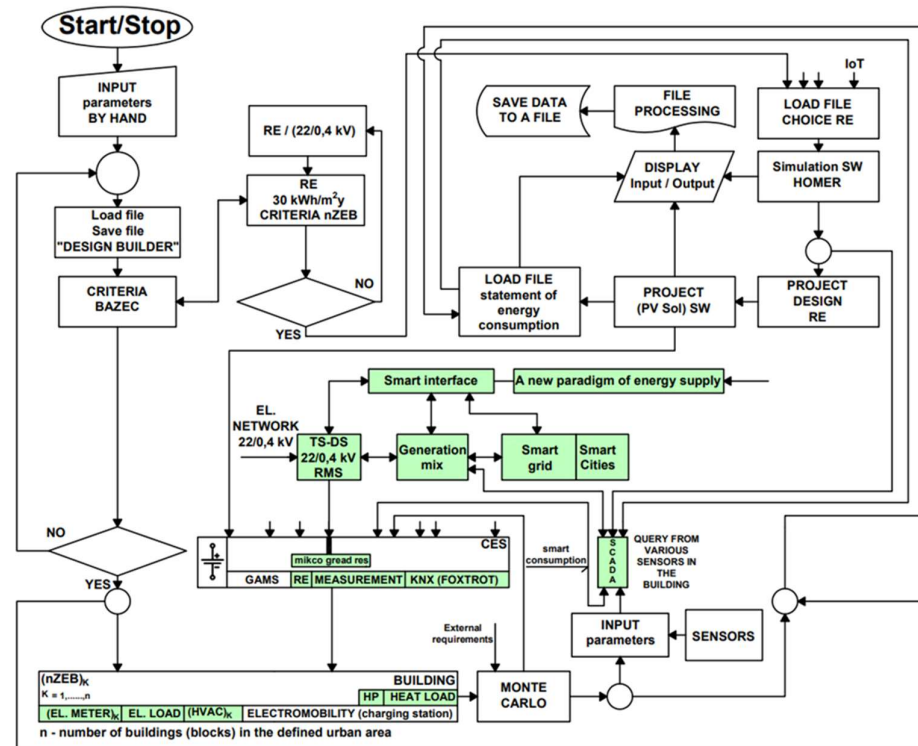 Start/Stop
INPUT
parameters
BY HAND
Load file
Save file
"DESIGN BUILDER"
CRITERIA
BAZEC
NO
YES
RE / (22/0,4 kV)
RE
30 kWh/m²y
CRITERIA nZEB
NO
YES
SAVE DATA
TO A FILE
FILE
PROCESSING
DISPLAY
Input / Output
IoT
LOAD FILE
CHOICE RE
Simulation SW
HOMER
LOAD FILE
statement of
energy
consumption
PROJECT
(PV Sol) SW
PROJECT
DESIGN
RE
Smart interface
A new paradigm of energy supply
EL.
NETWORK
22/0,4 kV
TS-DS
22/0,4 kV
RMS
Generation
mix
Smart
grid
Smart
Cities
CES
mikco gread res
GAMS
RE
MEASUREMENT
KNX (FOXTROT)
smart
consumption
SCADA
QUERY FROM
VARIOUS
SENSORS IN
THE
BUILDING
INPUT
parameters
SENSORS
External
requirements
MONTE
CARLO
(nZEB)K
K = 1,......,n
BUILDING
HP
HEAT LOAD
(EL. METER)K
EL. LOAD
(HVAC)K
ELECTROMOBILITY (charging station)
n - number of buildings (blocks) in the defined urban area